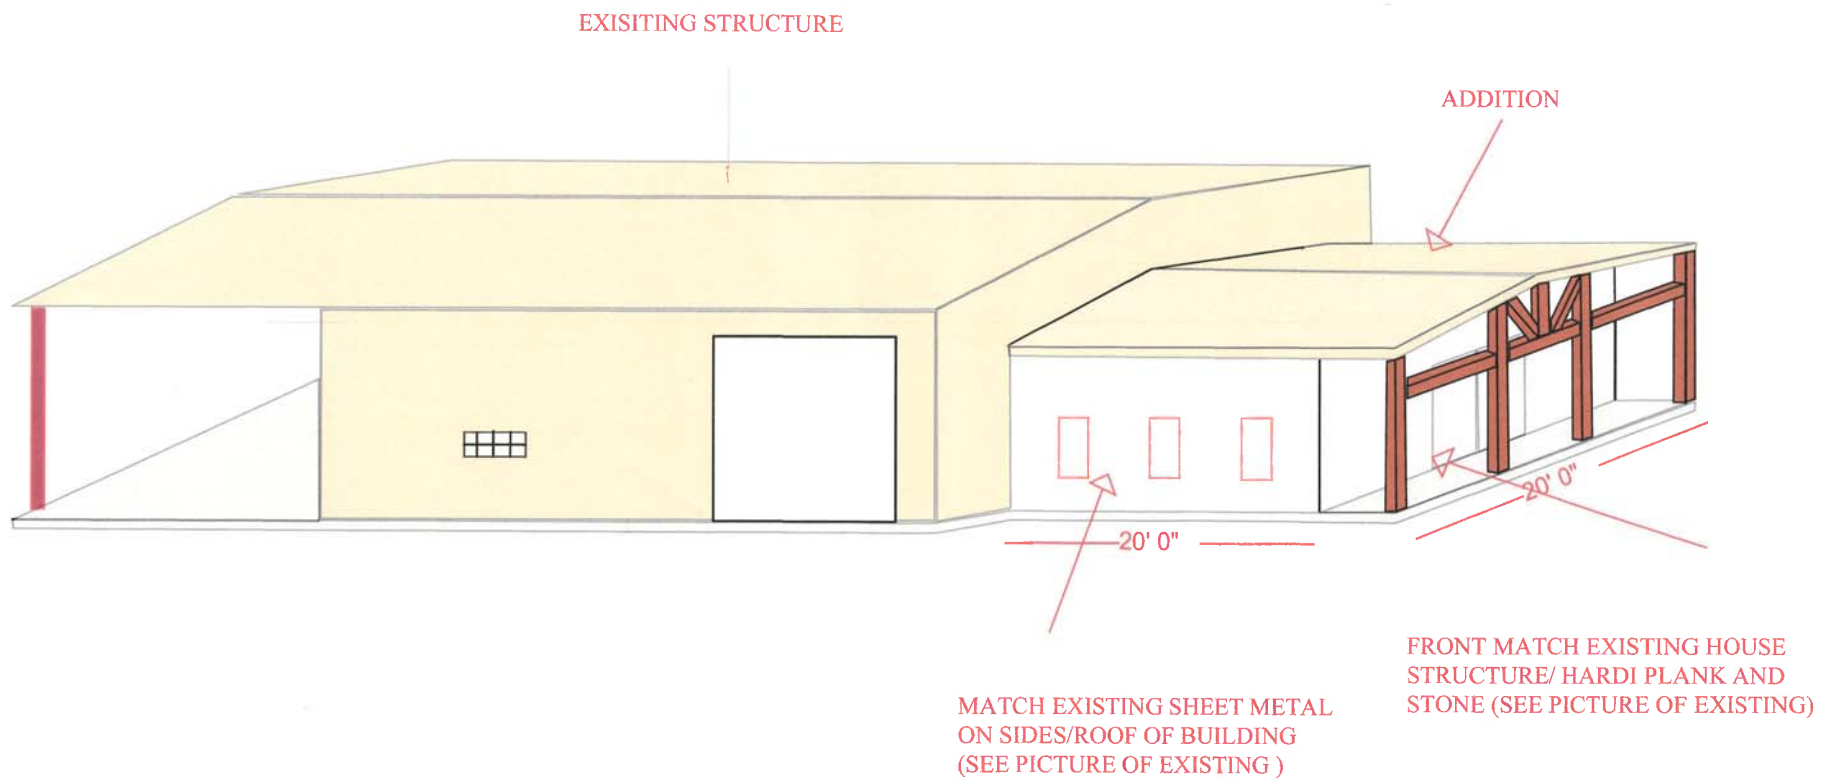 EXISITING STRUCTURE
ADDITION
20' 0"
20' 0"
FRONT MATCH EXISTING HOUSE
STRUCTURE/ HARDI PLANK AND
STONE (SEE PICTURE OF EXISTING)
MATCH EXISTING SHEET METAL
ON SIDES/ROOF OF BUILDING
(SEE PICTURE OF EXISTING )